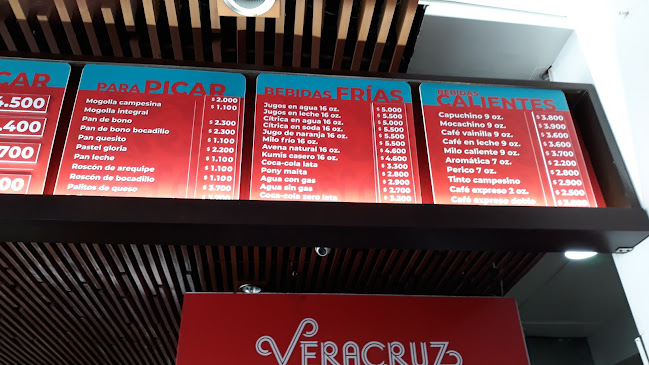 CAR
4.500
.400
700
00
PARA PICAR
Mogolla campesina $2.000
Mogolla integral $1.100
Pan de bono $2.300
Pan de bono bocadillo $2.300
Pan quesito $1.100
Pastel gloria $2.200
Pan leche $1.100
Roscón de arequipe $1.100
Roscón de bocadillo $1.100
Palitos de queso $3.700
BEBIDAS FRÍAS
Jugos en agua 16 oz. $5.000
Jugos en leche 16 oz. $5.500
Cítrica en agua 16 oz. $5.000
Cítrica en soda 16 oz. $5.500
Jugo de naranja 16 oz. $5.500
Milo frío 16 oz. $4.600
Avena natural 16 oz. $4.600
Kumis casero 16 oz. $4.600
Coca-cola lata $3.300
Pony malta $2.800
Agua con gas $2.900
Agua sin gas $2.700
Coca-cola zero lata $3.300
BEBIDAS CALIENTES
Capuchino 9 oz. $3.800
Mocachino 9 oz. $3.900
Café vainilla 9 oz. $3.600
Café en leche 9 oz. $3.600
Milo caliente 9 oz. $3.700
Aromática 7 oz. $2.200
Perico 7 oz. $2.800
Tinto campesino $2.900
Café expreso 2 oz. $2.500
Café expreso doble
VERACRUZ